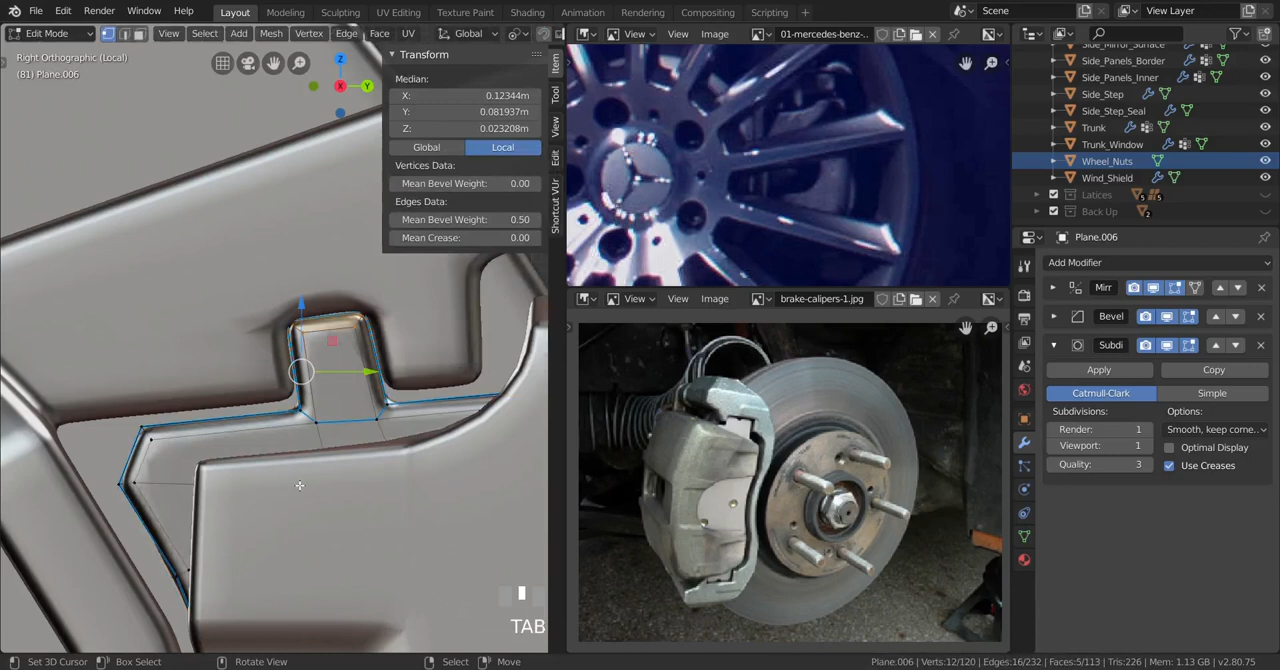 File Edit Render Window Help Layout Modeling Sculpting UV Editing Texture Paint Shading Animation Rendering Compositing Scripting + Scene View Layer
Edit Mode View Select Add Mesh Vertex Edge Face UV Global
View View Image 01-mercedes-benz-..
Right Orthographic (Local)
(81) Plane.006
Z
X
Y
Transform
Median:
X: 0.12344m
Y: 0.081937m
Z: 0.023208m
Global Local
Vertices Data:
Mean Bevel Weight: 0.00
Edges Data:
Mean Bevel Weight: 0.50
Mean Crease: 0.00
Item
Tool
View
Edit
Shortcut VUr
TAB
View View Image brake-calipers-1.jpg
Side_Mirror_Surface
Side_Panels_Border
Side_Panels_Inner
Side_Step
Side_Step_Seal
Trunk
Trunk_Window
Wheel_Nuts
Wind_Shield
Lattices 5 5
Back Up 2
Plane.006
Add Modifier
Mirr
Bevel
Subdi
Apply Copy
Catmull-Clark Simple
Subdivisions: Options:
Render: 1 Smooth, keep corne..
Viewport: 1 Optimal Display
Quality: 3 Use Creases
Set 3D Cursor Box Select Rotate View Select Move Plane.006 | Verts:12/120 | Edges:16/232 | Faces:5/113 | Tris:226 | Mem: 1.13 GB | v2.80.75